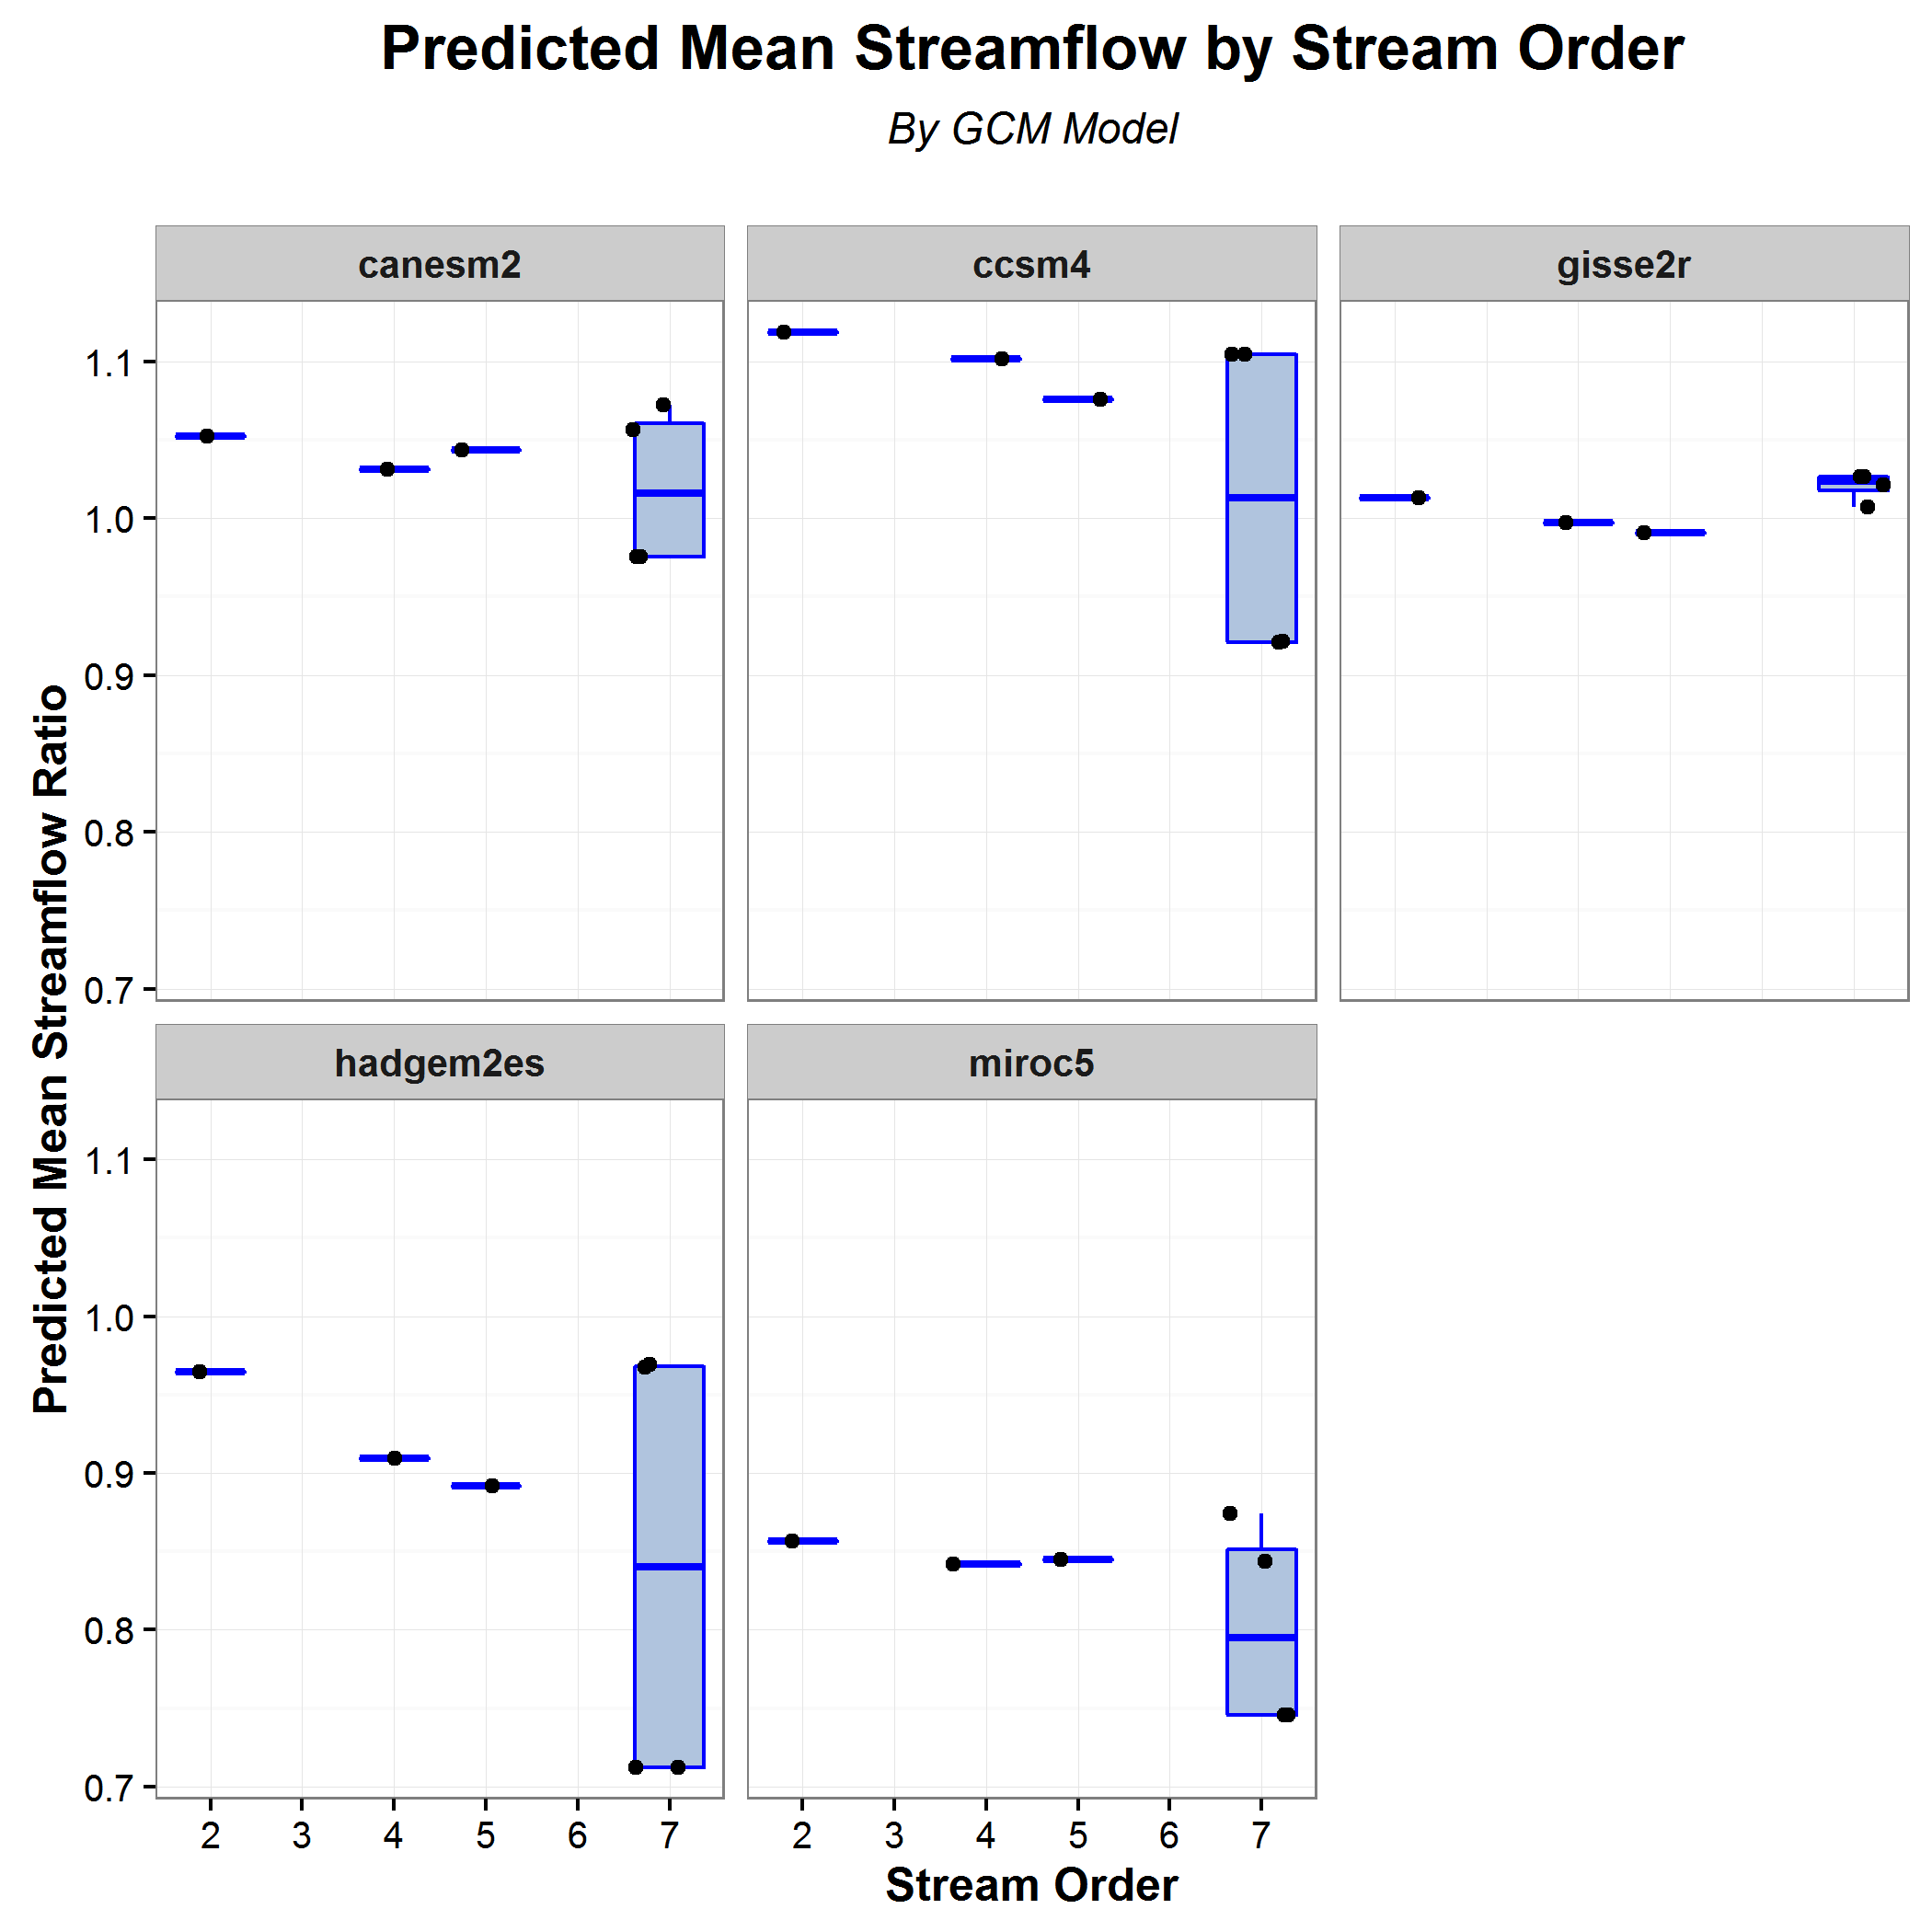 Predicted Mean Streamflow by Stream Order
By GCM Model
canesm2
ccsm4
gisse2r
1.1
1.0
0.9
0.8
0.7
Predicted Mean Streamflow Ratio
hadgem2es
miroc5
1.1
1.0
0.9
0.8
0.7
2 3 4 5 6 7
2 3 4 5 6 7
Stream Order